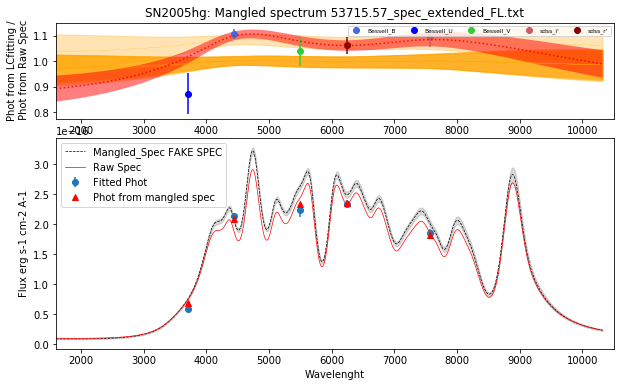 SN2005hg: Mangled spectrum 53715.57_spec_extended_FL.txt
Phot from LCfitting /
Phot from Raw Spec
1.1
1.0
0.9
0.8
Bessell_B
Bessell_U
Bessell_V
sdss_i'
sdss_r'
2000 3000 4000 5000 6000 7000 8000 9000 10000
Flux erg s-1 cm-2 A-1
3.0
2.5
2.0
1.5
1.0
0.5
0.0
Mangled_Spec FAKE SPEC
Raw Spec
Fitted Phot
Phot from mangled spec
2000 3000 4000 5000 6000 7000 8000 9000 10000
Wavelenght